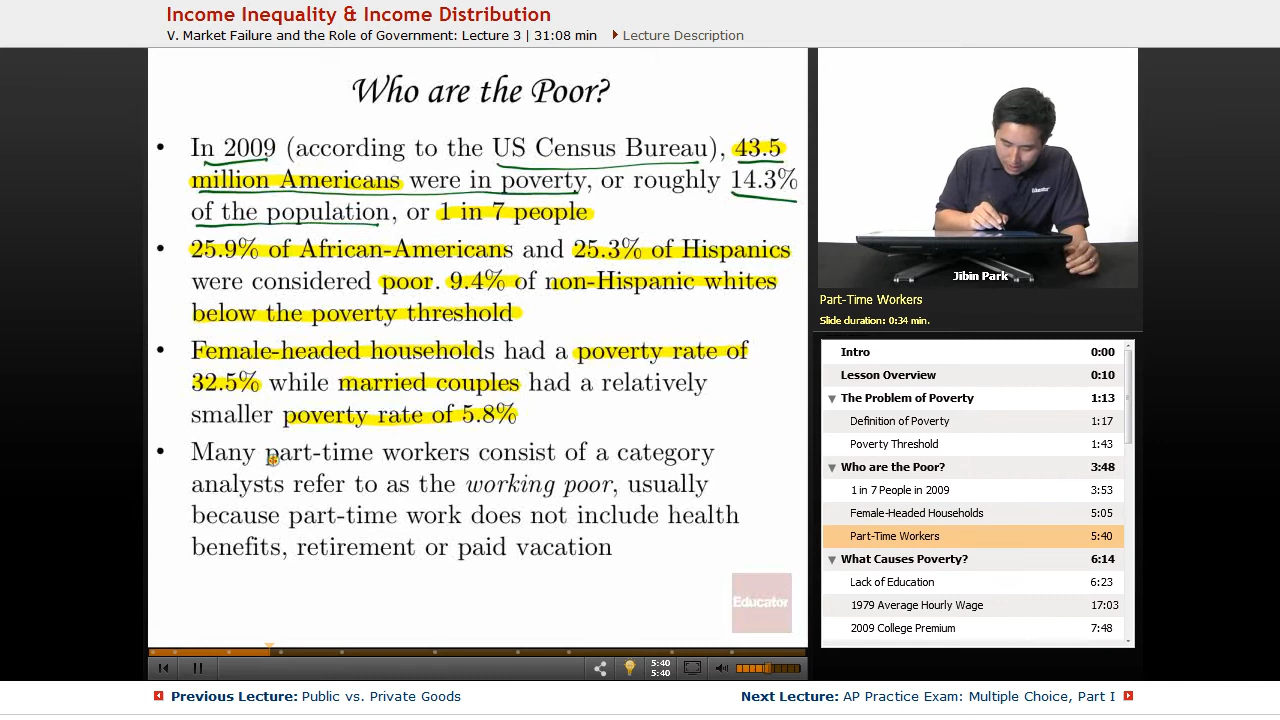 Income Inequality & Income Distribution
V. Market Failure and the Role of Government: Lecture 3 | 31:08 min
Lecture Description
Who are the Poor?
• In 2009 (according to the US Census Bureau), 43.5
million Americans were in poverty, or roughly 14.3%
of the population, or 1 in 7 people
• 25.9% of African-Americans and 25.3% of Hispanics
were considered poor. 9.4% of non-Hispanic whites
below the poverty threshold
• Female-headed households had a poverty rate of
32.5% while married couples had a relatively
smaller poverty rate of 5.8%
• Many part-time workers consist of a category
analysts refer to as the working poor, usually
because part-time work does not include health
benefits, retirement or paid vacation
Educator
5:40
5:40
Educator
Jibin Park
Part-Time Workers
Slide duration: 0:34 min.
Intro 0:00
Lesson Overview 0:10
The Problem of Poverty 1:13
Definition of Poverty 1:17
Poverty Threshold 1:43
Who are the Poor? 3:48
1 in 7 People in 2009 3:53
Female-Headed Households 5:05
Part-Time Workers 5:40
What Causes Poverty? 6:14
Lack of Education 6:23
1979 Average Hourly Wage 17:03
2009 College Premium 7:48
Previous Lecture: Public vs. Private Goods
Next Lecture: AP Practice Exam: Multiple Choice, Part I